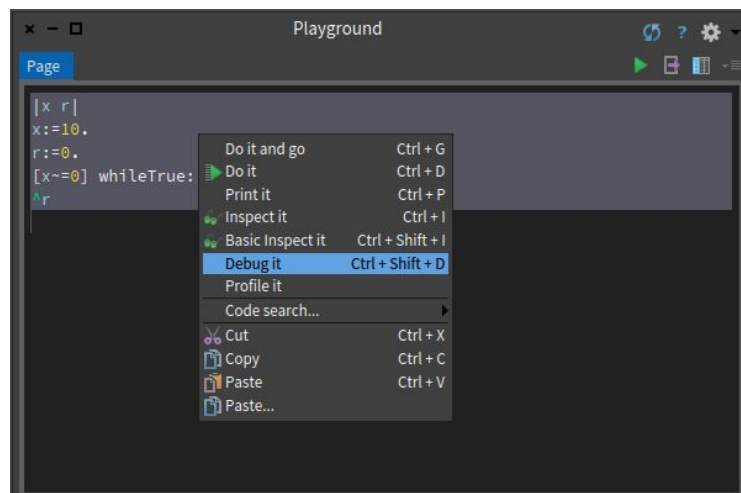 Playground
?
Page
|x r|
x:=10.
r:=0.
[x~=0] whileTrue:
^r
Do it and go Ctrl + G
Do it Ctrl + D
Print it Ctrl + P
Inspect it Ctrl + I
Basic Inspect it Ctrl + Shift + I
Debug it Ctrl + Shift + D
Profile it
Code search...
Cut Ctrl + X
Copy Ctrl + C
Paste Ctrl + V
Paste...